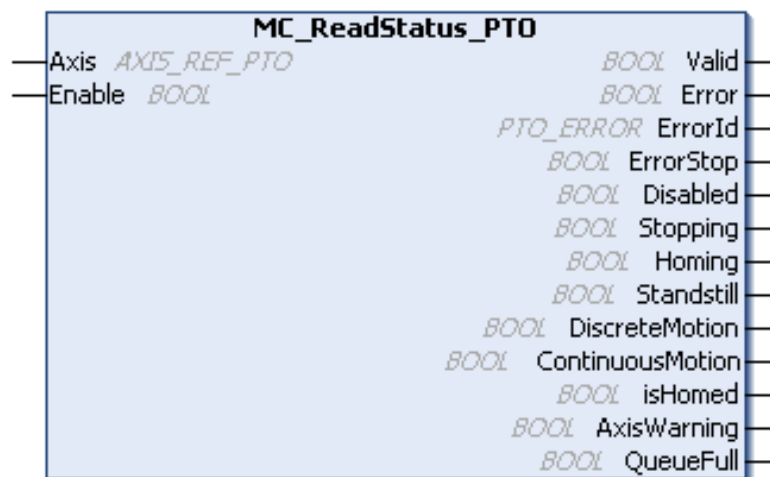 MC_ReadStatus_PTO
Axis AXIS_REF_PTO BOOL Valid
Enable BOOL BOOL Error
PTO_ERROR ErrorId
BOOL ErrorStop
BOOL Disabled
BOOL Stopping
BOOL Homing
BOOL Standstill
BOOL DiscreteMotion
BOOL ContinuousMotion
BOOL isHomed
BOOL AxisWarning
BOOL QueueFull